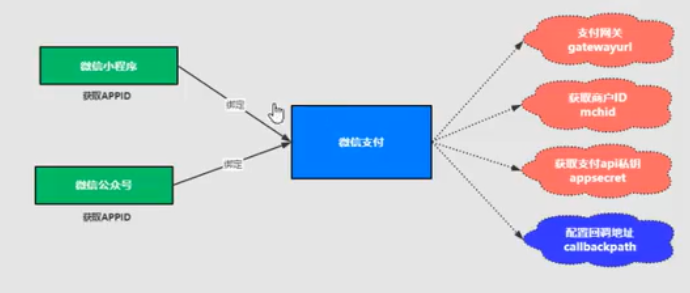 微信小程序
获取APPID
绑定
微信公众号
获取APPID
绑定
微信支付
支付网关
gatewayurl
获取商户ID
mchid
获取支付api私钥
appsecret
配置回调地址
callbackpath